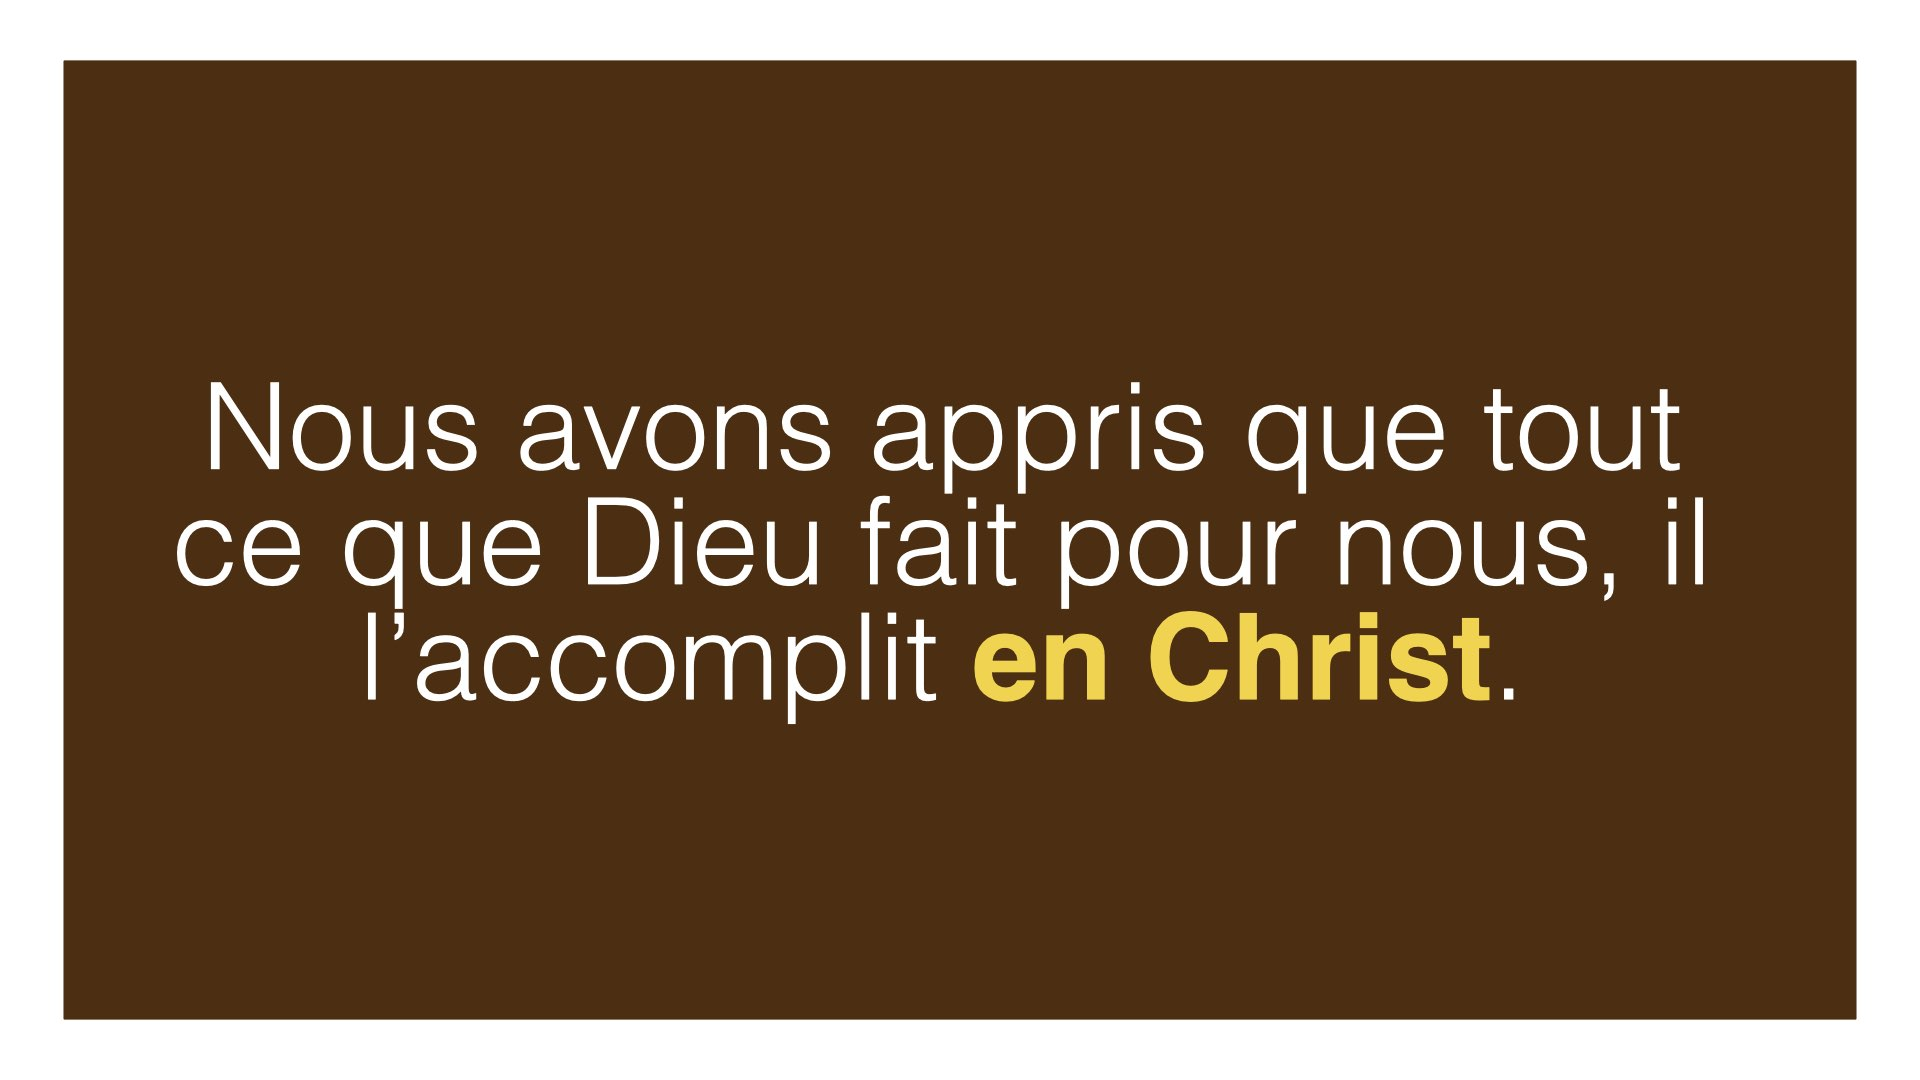 Nous avons appris que tout
ce que Dieu fait pour nous, il
l’accomplit en Christ.